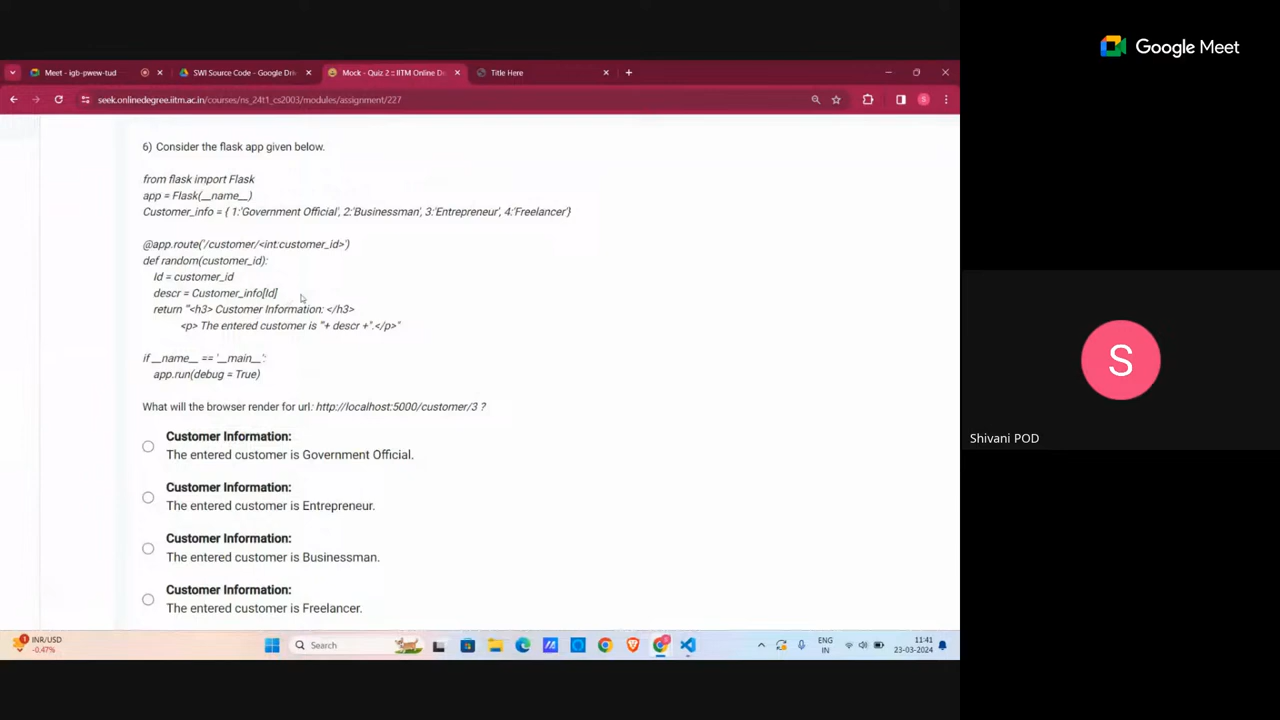 Google Meet
Meet - igb-pwew-tud
SWI Source Code - Google Driv
Mock - Quiz 2 :: IITM Online De
Title Here
seek.onlinedegree.iitm.ac.in/courses/ns_24t1_cs2003/modules/assignment/227
S
6) Consider the flask app given below.
from flask import Flask
app = Flask(__name__)
Customer_info = { 1:'Government Official', 2:'Businessman', 3:'Entrepreneur', 4:'Freelancer'}
@app.route('/customer/<int:customer_id>')
def random(customer_id):
Id = customer_id
descr = Customer_info[Id]
return '"<h3> Customer Information: </h3>
<p> The entered customer is "'+ descr +".</p>"
if __name__ == '__main__':
app.run(debug = True)
What will the browser render for url: http://localhost:5000/customer/3 ?
Customer Information:
The entered customer is Government Official.
Customer Information:
The entered customer is Entrepreneur.
Customer Information:
The entered customer is Businessman.
Customer Information:
The entered customer is Freelancer.
S
Shivani POD
INR/USD
-0.47%
Search
ENG
IN
11:41
23-03-2024